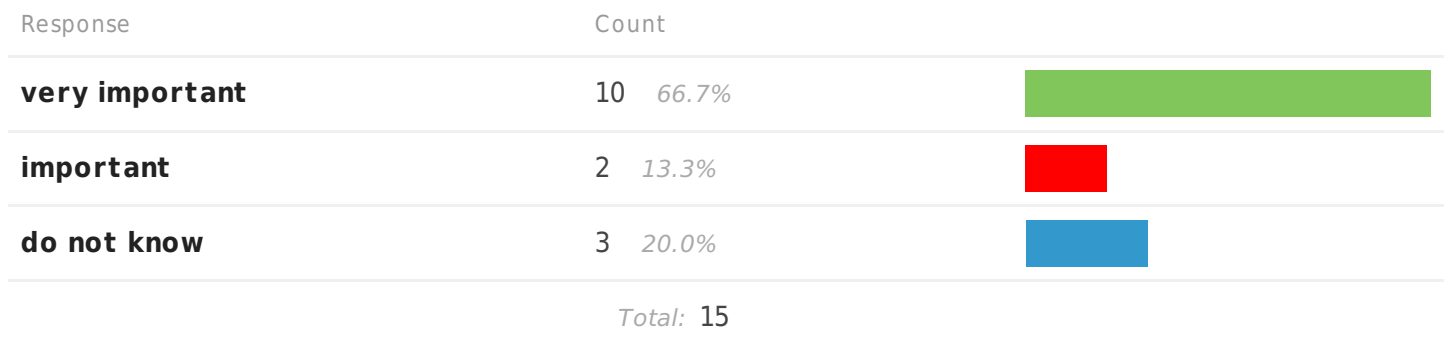 Response Count
very important 10 66.7%
important 2 13.3%
do not know 3 20.0%
Total: 15